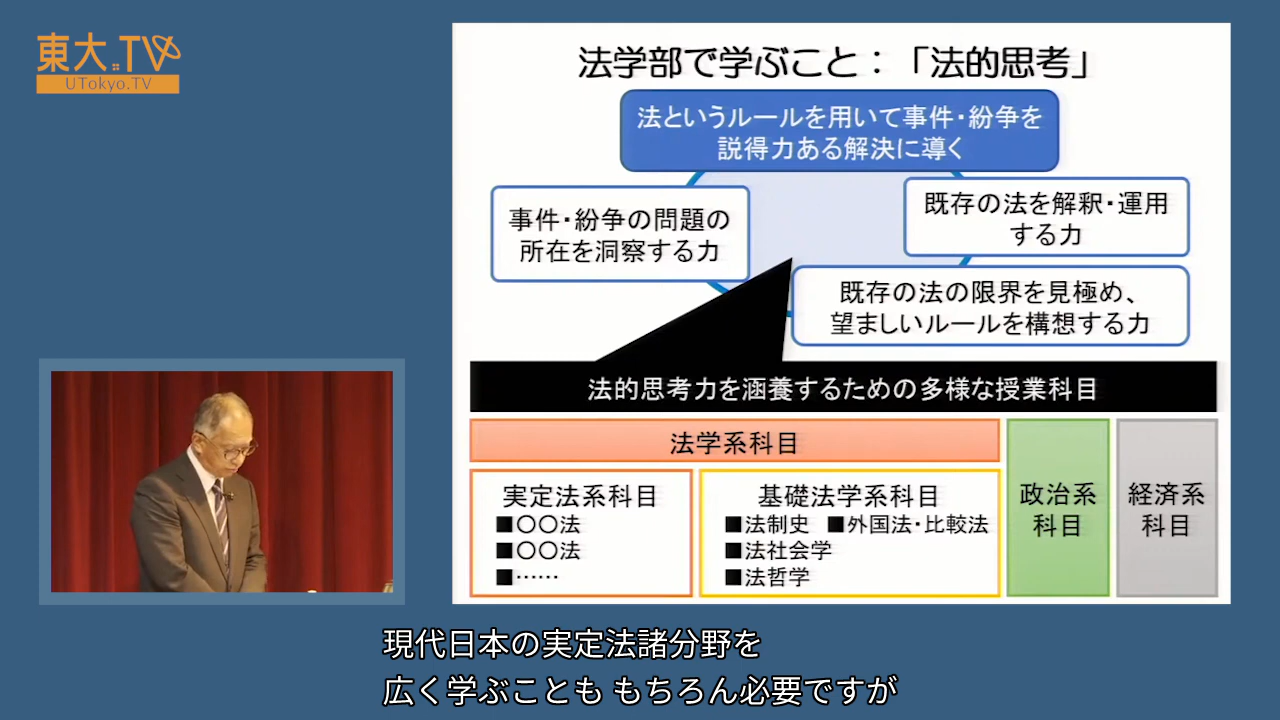 東大.TV
UTokyo.TV
法学部で学ぶこと：「法的思考」
法というルールを用いて事件・紛争を
説得力ある解決に導く
事件・紛争の問題の
所在を洞察する力
既存の法を解釈・運用
する力
既存の法の限界を見極め、
望ましいルールを構想する力
法的思考力を涵養するための多様な授業科目
法学系科目
実定法系科目
■〇〇法
■〇〇法
■……
基礎法学系科目
■法制史 ■外国法・比較法
■法社会学
■法哲学
政治系
科目
経済系
科目
現代日本の実定法諸分野を
広く学ぶことも もちろん必要ですが